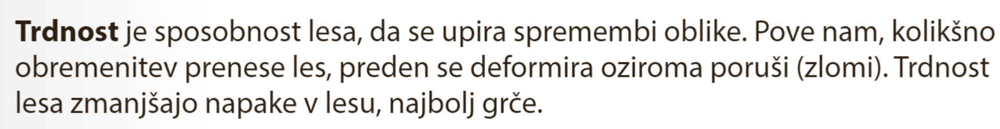 Trdnost je sposobnost lesa, da se upira spremembi oblike. Pove nam, kolikšno
obremenitev prenese les, preden se deformira oziroma poruši (zlomi). Trdnost
lesa zmanjšajo napake v lesu, najbolj grče.